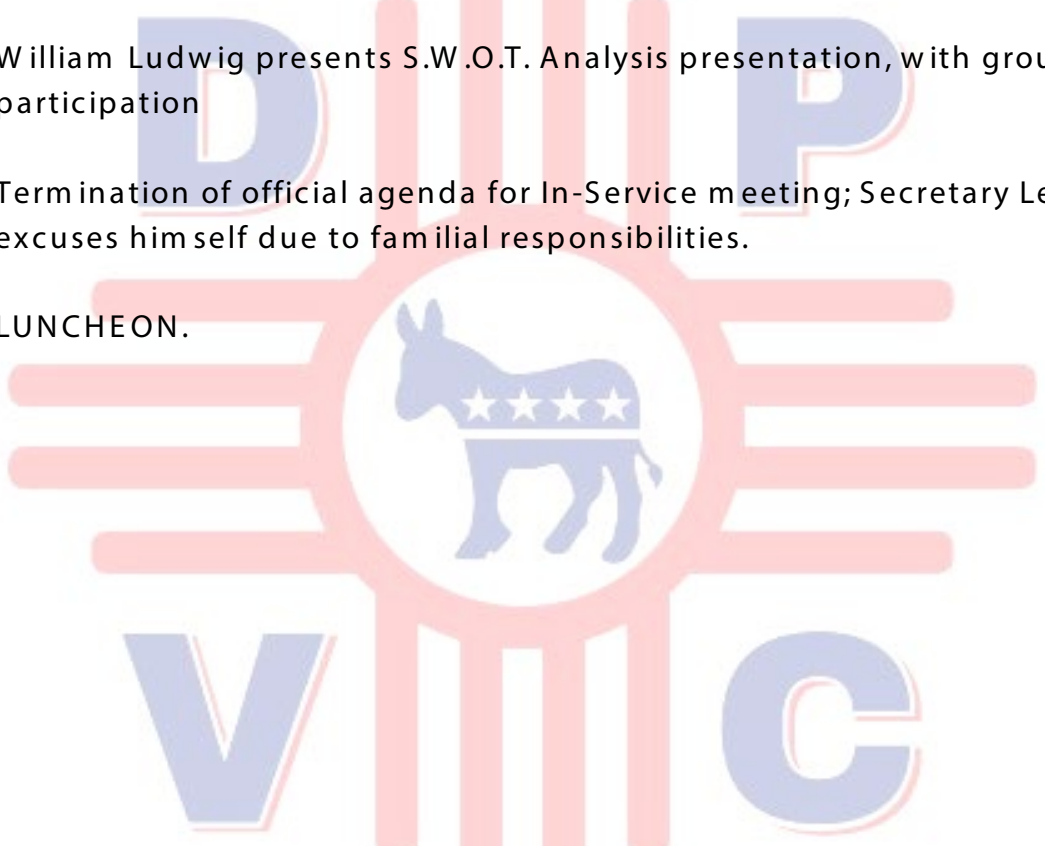 D P
William Ludwig presents S.W.O.T. Analysis presentation, with grou
participation
Termination of official agenda for In-Service meeting; Secretary Le
excuses himself due to familial responsibilities.
LUNCHEON.
V C